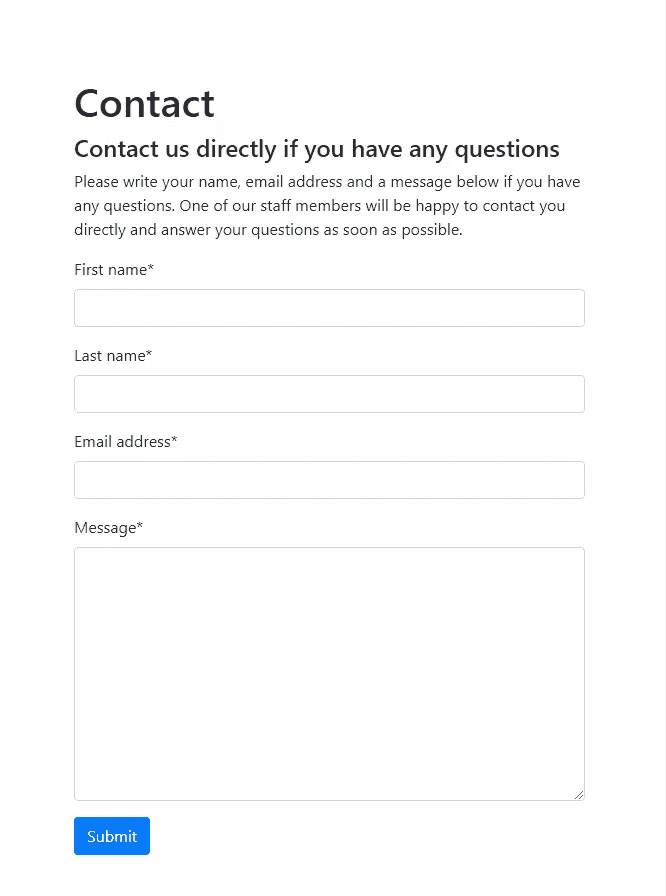 Contact
Contact us directly if you have any questions
Please write your name, email address and a message below if you have
any questions. One of our staff members will be happy to contact you
directly and answer your questions as soon as possible.
First name*
Last name*
Email address*
Message*
Submit